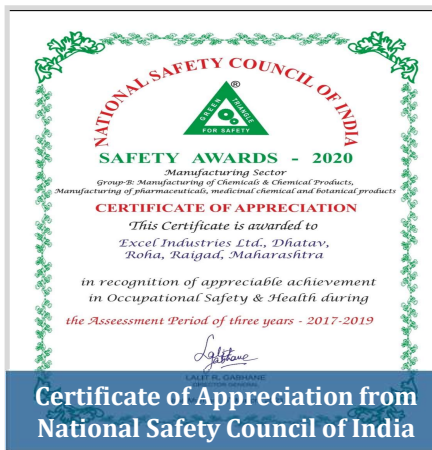 NATIONAL SAFETY COUNCIL OF INDIA
®
GREEN TRIANGLE
FOR SAFETY
SAFETY AWARDS - 2020
Manufacturing Sector
Group-B: Manufacturing of Chemicals & Chemical Products,
Manufacturing of pharmaceuticals, medicinal chemical and botanical products
CERTIFICATE OF APPRECIATION
This Certificate is awarded to
Excel Industries Ltd., Dhatav,
Roha, Raigad, Maharashtra
in recognition of appreciable achievement
in Occupational Safety & Health during
the Asseessment Period of three years - 2017-2019
LALIT R. GABHANE
DIRECTOR GENERAL
Certificate of Appreciation from
National Safety Council of India